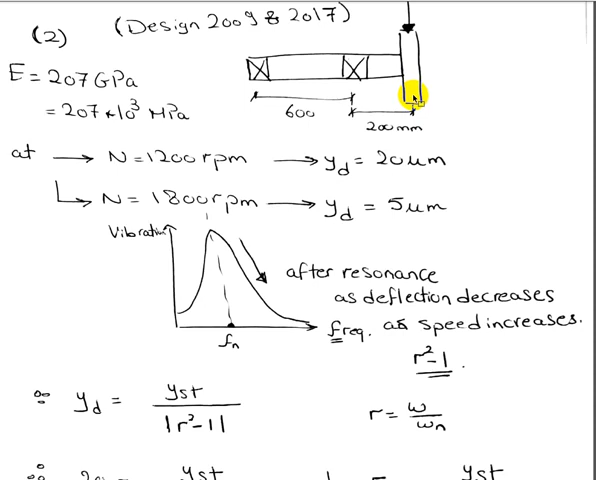 (2) (Design 2009 & 2017)
E = 207 GPa
= 207 * 10³ MPa
600
200mm
at → N = 1200 rpm → yd = 20 µm
↳ N = 1800 rpm → yd = 5 µm
Vibration
after resonance
as deflection decreases
freq. as speed increases.
fn
r²-1
∴ yd = yst / |r²-1|
r = ω / ωn
∴ yst = yst